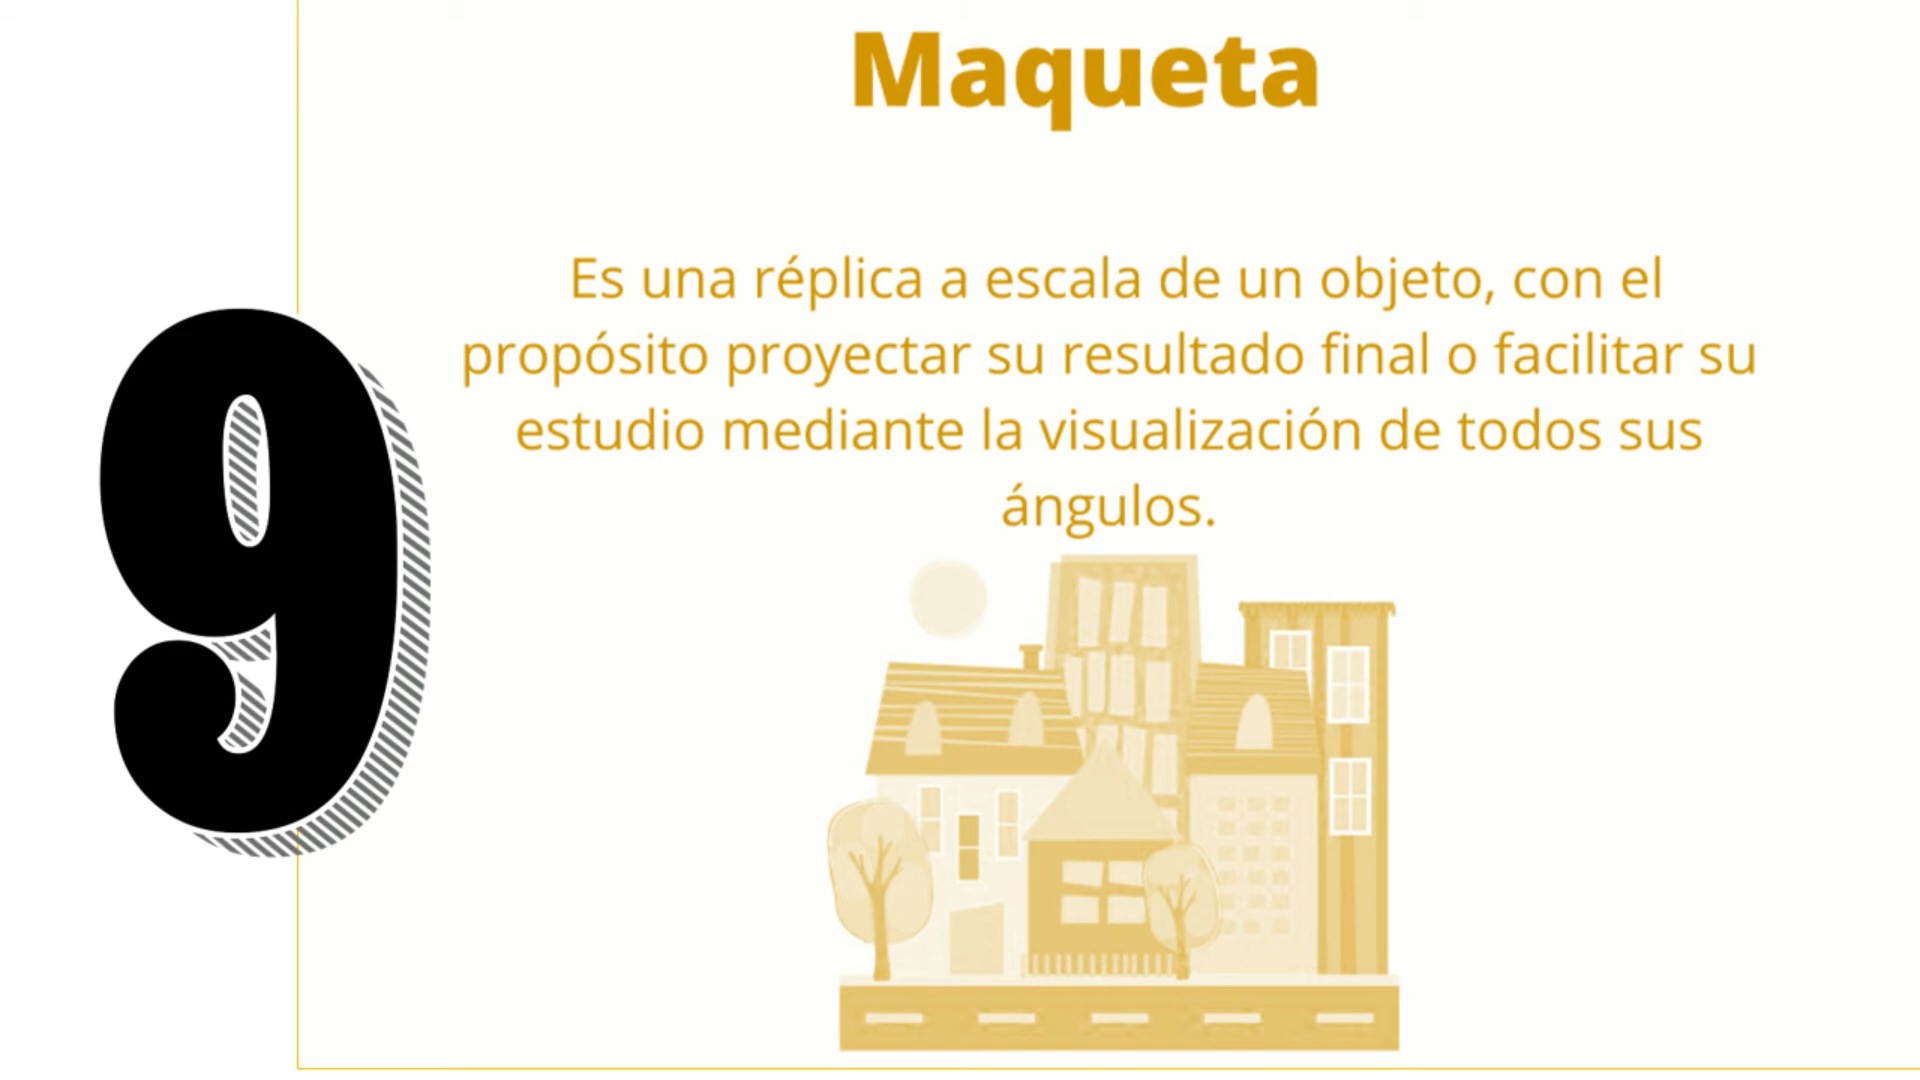 Maqueta
Es una réplica a escala de un objeto, con el
propósito proyectar su resultado final o facilitar su
estudio mediante la visualización de todos sus
ángulos.
9